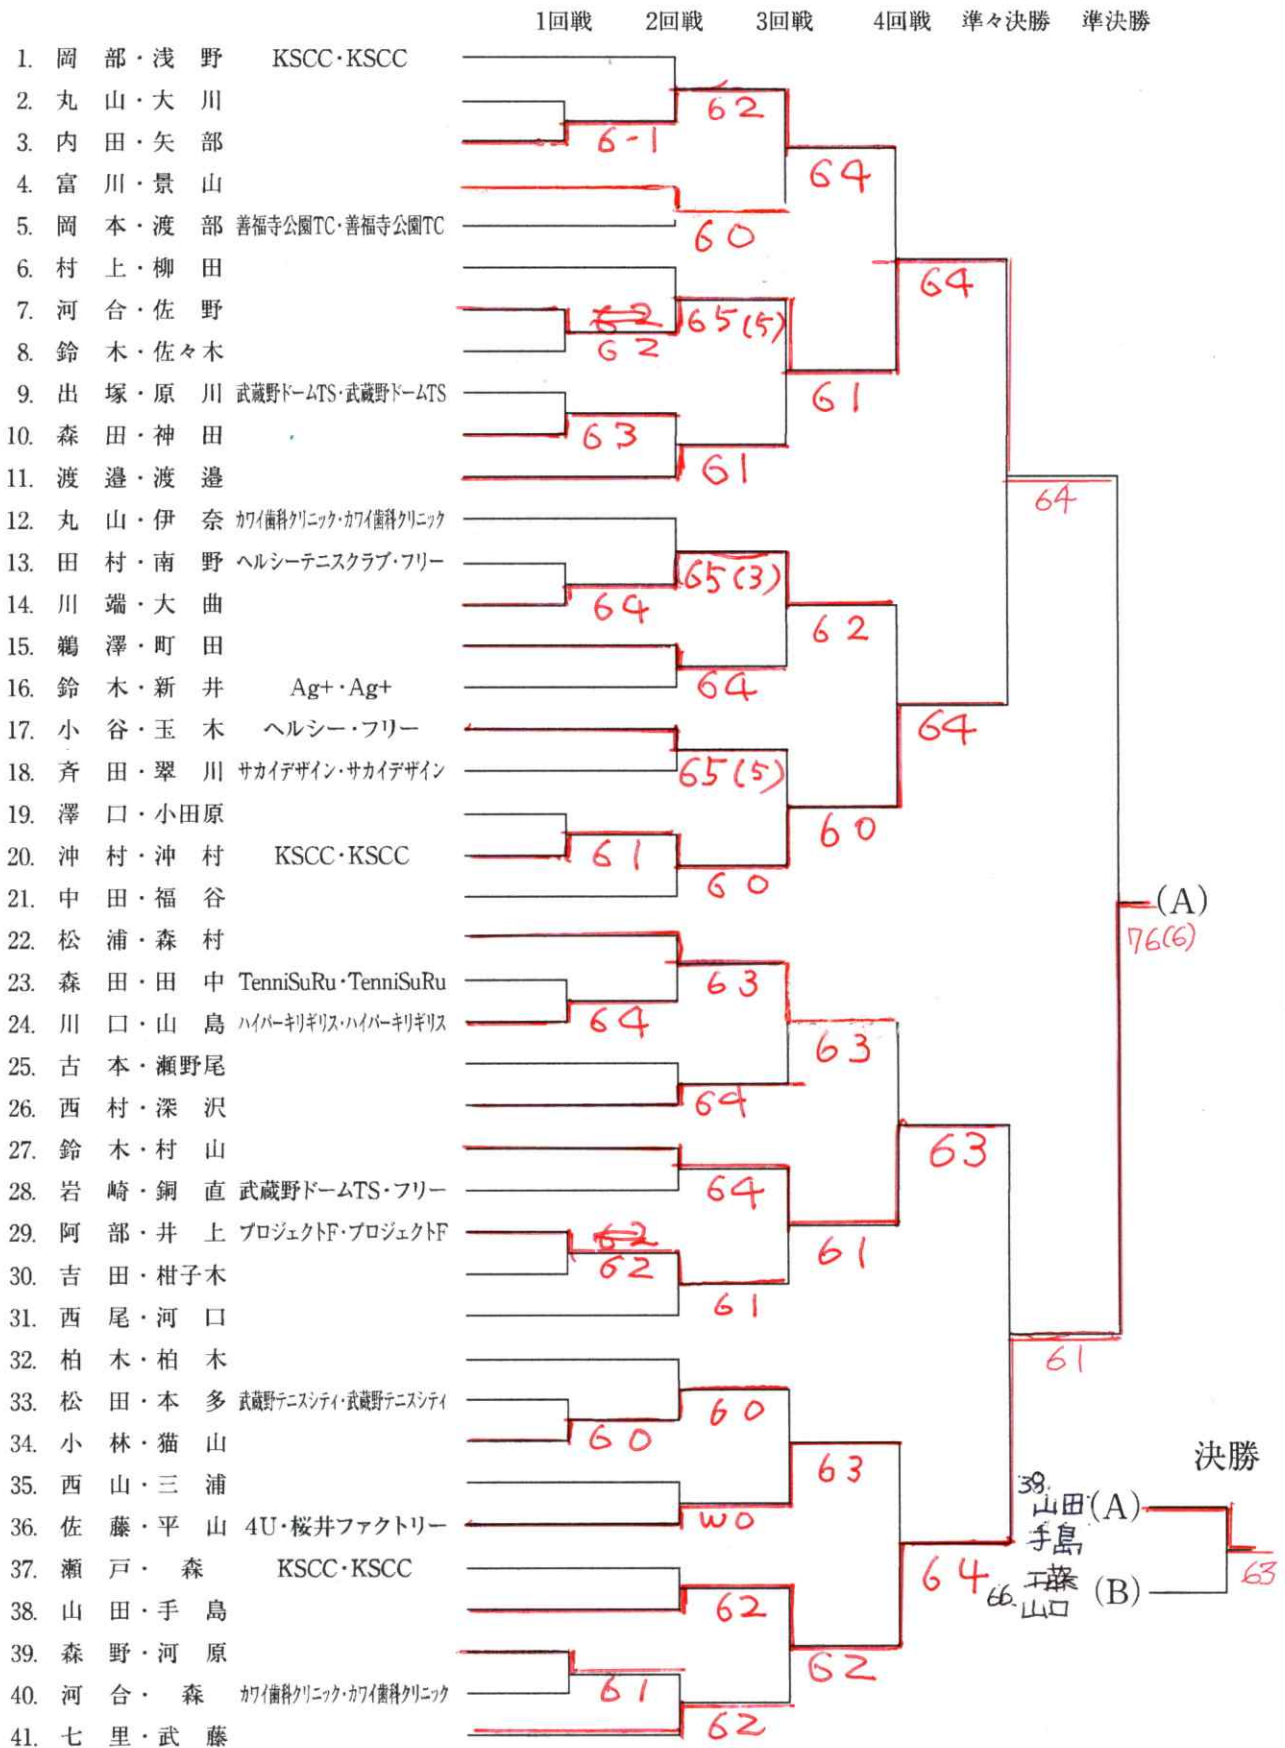 1回戦 2回戦 3回戦 4回戦 準々決勝 準決勝
1. 岡 部・浅 野 KSCC・KSCC
62
2. 丸 山・大 川
6-1
3. 内 田・矢 部
64
4. 富 川・景 山
5. 岡 本・渡 部 善福寺公園TC・善福寺公園TC
60
6. 村 上・柳 田
64
7. 河 合・佐 野
62 65(5)
62
8. 鈴 木・佐々木
9. 出 塚・原 川 武蔵野ドームTS・武蔵野ドームTS
61
10. 森 田・神 田
63
11. 渡 邉・渡 邉
61
64
12. 丸 山・伊 奈 カワイ歯科クリニック・カワイ歯科クリニック
13. 田 村・南 野 ヘルシーテニスクラブ・フリー
65(3)
14. 川 端・大 曲
64
62
15. 鵜 澤・町 田
16. 鈴 木・新 井 Ag+・Ag+
64
17. 小 谷・玉 木 ヘルシー・フリー
64
18. 斉 田・翠 川 サカイデザイン・サカイデザイン
65(5)
19. 澤 口・小田原
60
20. 沖 村・沖 村 KSCC・KSCC
61
60
21. 中 田・福 谷
(A)
76(6)
22. 松 浦・森 村
23. 森 田・田 中 TenniSuRu・TenniSuRu
63
24. 川 口・山 島 ハイパーキリギリス・ハイパーキリギリス
64
63
25. 古 本・瀬野尾
26. 西 村・深 沢
64
27. 鈴 木・村 山
63
28. 岩 崎・銅 直 武蔵野ドームTS・フリー
64
29. 阿 部・井 上 プロジェクトF・プロジェクトF
62
61
62
30. 吉 田・柑子木
31. 西 尾・河 口
61
32. 柏 木・柏 木
61
33. 松 田・本 多 武蔵野テニスシティ・武蔵野テニスシティ
60
34. 小 林・猫 山
60
63
決勝
35. 西 山・三 浦
38. 山田 (A)
36. 佐 藤・平 山 4U・桜井ファクトリー
WO
手島
37. 瀬 戸・ 森 KSCC・KSCC
64
66. 工藤 (B)
63
山口
38. 山 田・手 島
62
39. 森 野・河 原
62
40. 河 合・ 森 カワイ歯科クリニック・カワイ歯科クリニック
61
41. 七 里・武 藤
62